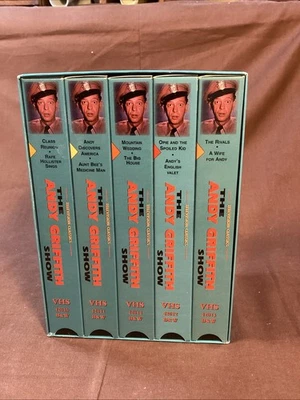 CLASS REUNION
•
KATE HOLLISTER SWING
THE
ANDY GRIFFITH
SHOW
VHS
ANDY
DISCOVERS
AMERICA
•
AUNT BEE'S
MEDICINE MAN
THE
ANDY GRIFFITH
SHOW
VHS
MOUNTAIN
WEDDING
•
THE BIG
HOUSE
THE
ANDY GRIFFITH
SHOW
VHS
OPIE AND THE
SPOILED KID
•
ANDY'S
ENGLISH
VALET
THE
ANDY GRIFFITH
SHOW
VHS
THE RIVALS
•
A WIFE
FOR ANDY
THE
ANDY GRIFFITH
SHOW
VHS